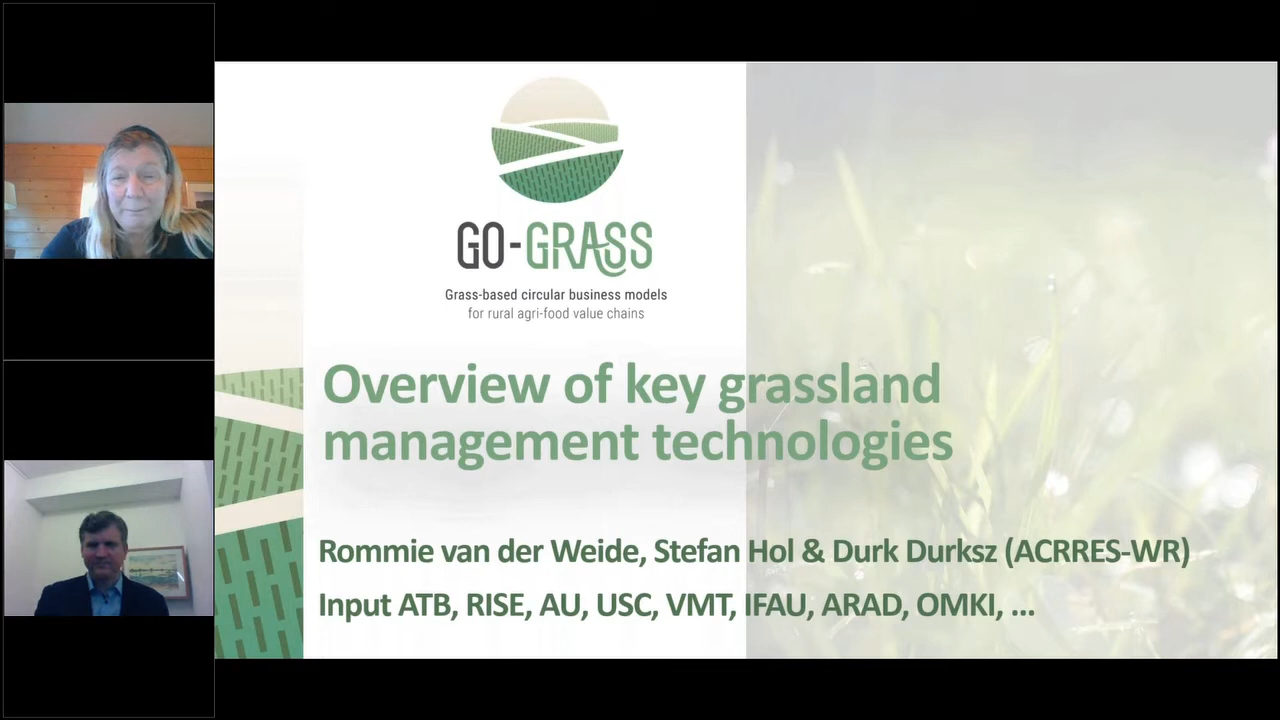 GO-GRASS
Grass-based circular business models
for rural agri-food value chains
Overview of key grassland
management technologies
Rommie van der Weide, Stefan Hol & Durk Durksz (ACRRES-WR)
Input ATB, RISE, AU, USC, VMT, IFAU, ARAD, OMKI, ...